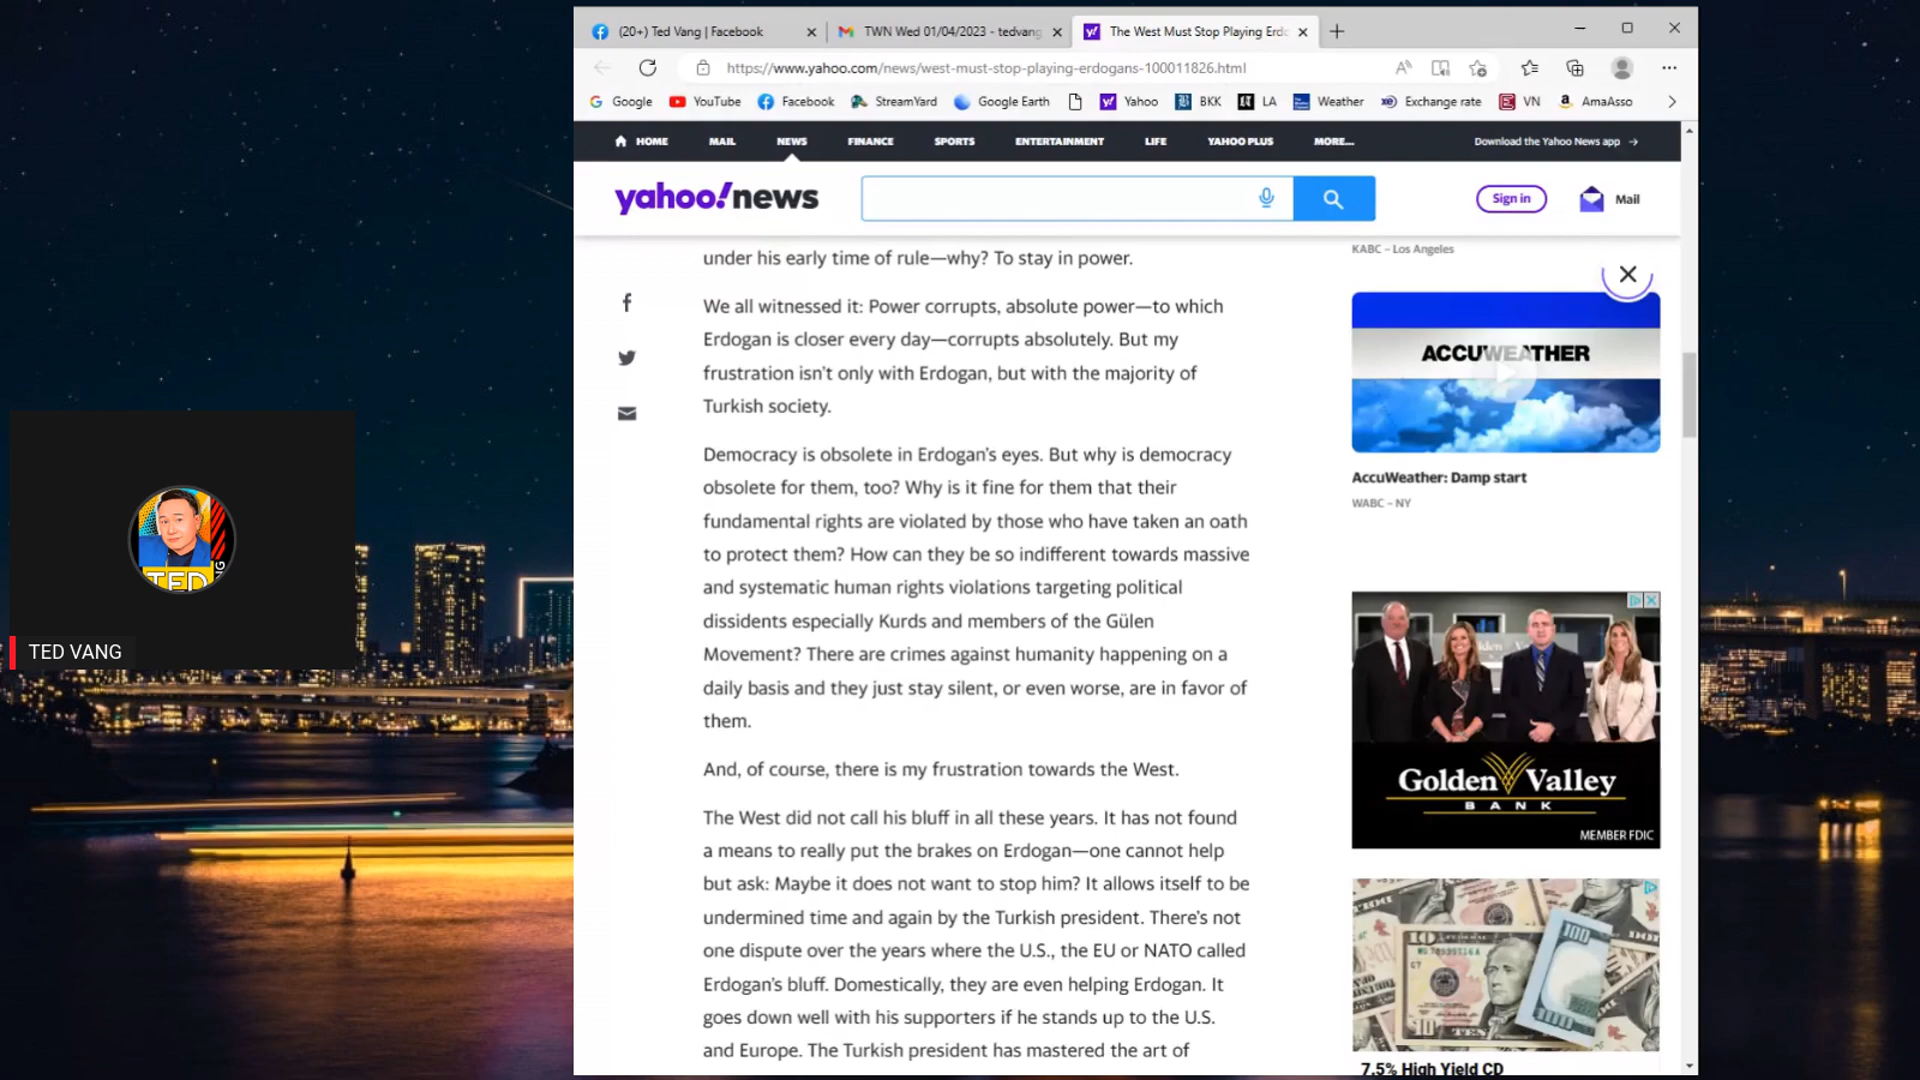 (20+) Ted Vang | Facebook
TWN Wed 01/04/2023 - tedvang
The West Must Stop Playing Erdo
https://www.yahoo.com/news/west-must-stop-playing-erdogans-100011826.html
Google YouTube Facebook StreamYard Google Earth Yahoo BKK LA Weather Exchange rate VN AmaAsso
HOME MAIL NEWS FINANCE SPORTS ENTERTAINMENT LIFE YAHOO PLUS MORE... Download the Yahoo News app →
yahoo!news
Sign in
Mail
under his early time of rule—why? To stay in power.
We all witnessed it: Power corrupts, absolute power—to which
Erdogan is closer every day—corrupts absolutely. But my
frustration isn't only with Erdogan, but with the majority of
Turkish society.
Democracy is obsolete in Erdogan's eyes. But why is democracy
obsolete for them, too? Why is it fine for them that their
fundamental rights are violated by those who have taken an oath
to protect them? How can they be so indifferent towards massive
and systematic human rights violations targeting political
dissidents especially Kurds and members of the Gülen
Movement? There are crimes against humanity happening on a
daily basis and they just stay silent, or even worse, are in favor of
them.
And, of course, there is my frustration towards the West.
The West did not call his bluff in all these years. It has not found
a means to really put the brakes on Erdogan—one cannot help
but ask: Maybe it does not want to stop him? It allows itself to be
undermined time and again by the Turkish president. There's not
one dispute over the years where the U.S., the EU or NATO called
Erdogan's bluff. Domestically, they are even helping Erdogan. It
goes down well with his supporters if he stands up to the U.S.
and Europe. The Turkish president has mastered the art of
KABC – Los Angeles
ACCUWEATHER
AccuWeather: Damp start
WABC – NY
Golden Valley
BANK
MEMBER FDIC
10
100
7.5% High Yield CD
TED
TED VANG